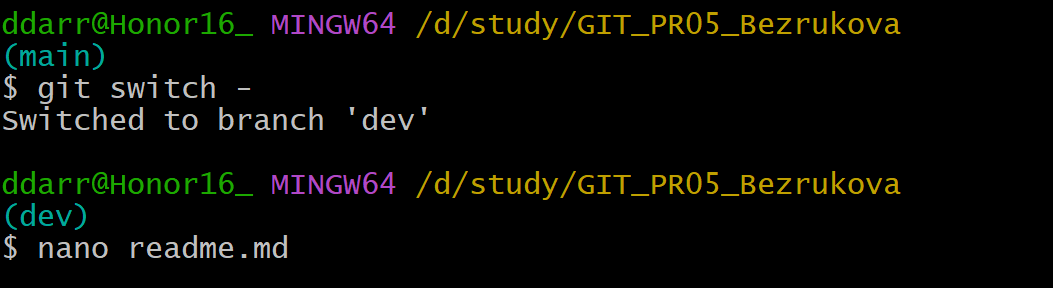 ddarr@Honor16_ MINGW64 /d/study/GIT_PR05_Bezrukova
(main)
$ git switch -
Switched to branch 'dev'
ddarr@Honor16_ MINGW64 /d/study/GIT_PR05_Bezrukova
(dev)
$ nano readme.md